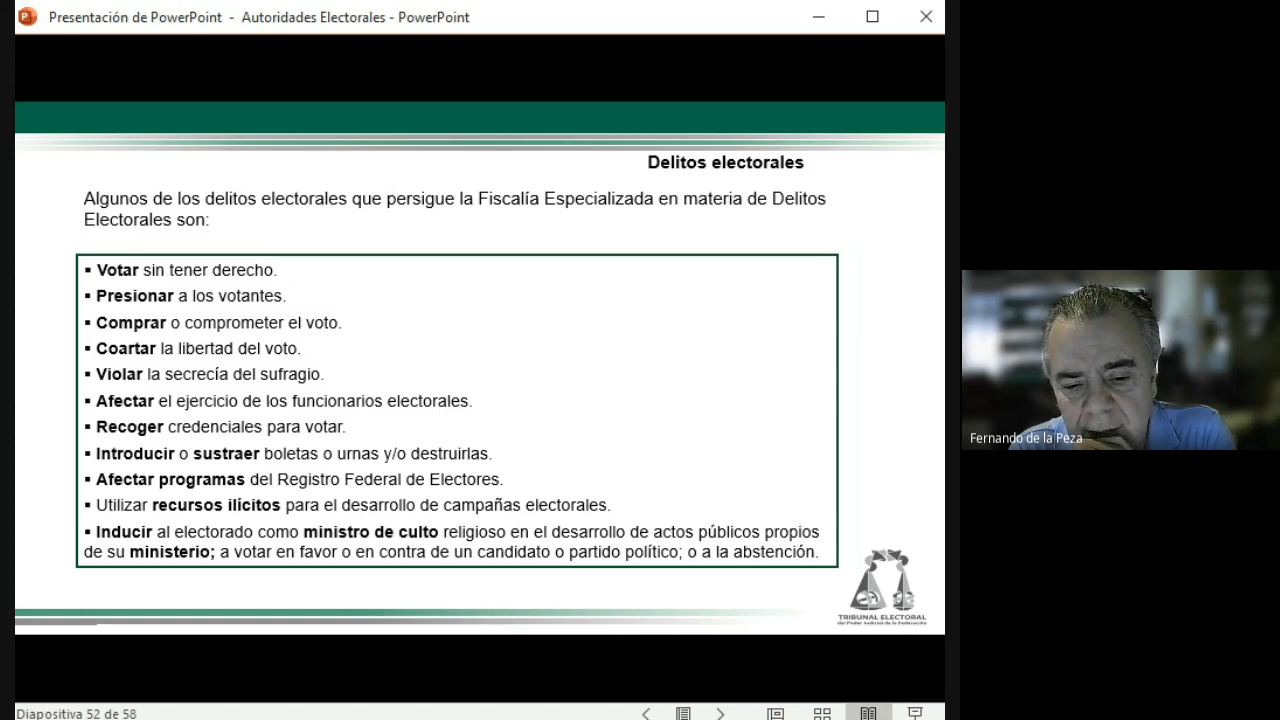 Presentación de PowerPoint - Autoridades Electorales - PowerPoint
Delitos electorales
Algunos de los delitos electorales que persigue la Fiscalía Especializada en materia de Delitos
Electorales son:
▪ Votar sin tener derecho.
▪ Presionar a los votantes.
▪ Comprar o comprometer el voto.
▪ Coartar la libertad del voto.
▪ Violar la secrecía del sufragio.
▪ Afectar el ejercicio de los funcionarios electorales.
▪ Recoger credenciales para votar.
▪ Introducir o sustraer boletas o urnas y/o destruirlas.
▪ Afectar programas del Registro Federal de Electores.
▪ Utilizar recursos ilícitos para el desarrollo de campañas electorales.
▪ Inducir al electorado como ministro de culto religioso en el desarrollo de actos públicos propios
de su ministerio; a votar en favor o en contra de un candidato o partido político; o a la abstención.
TRIBUNAL ELECTORAL
del Poder Judicial de la Federación
Fernando de la Peza
Diapositiva 52 de 58